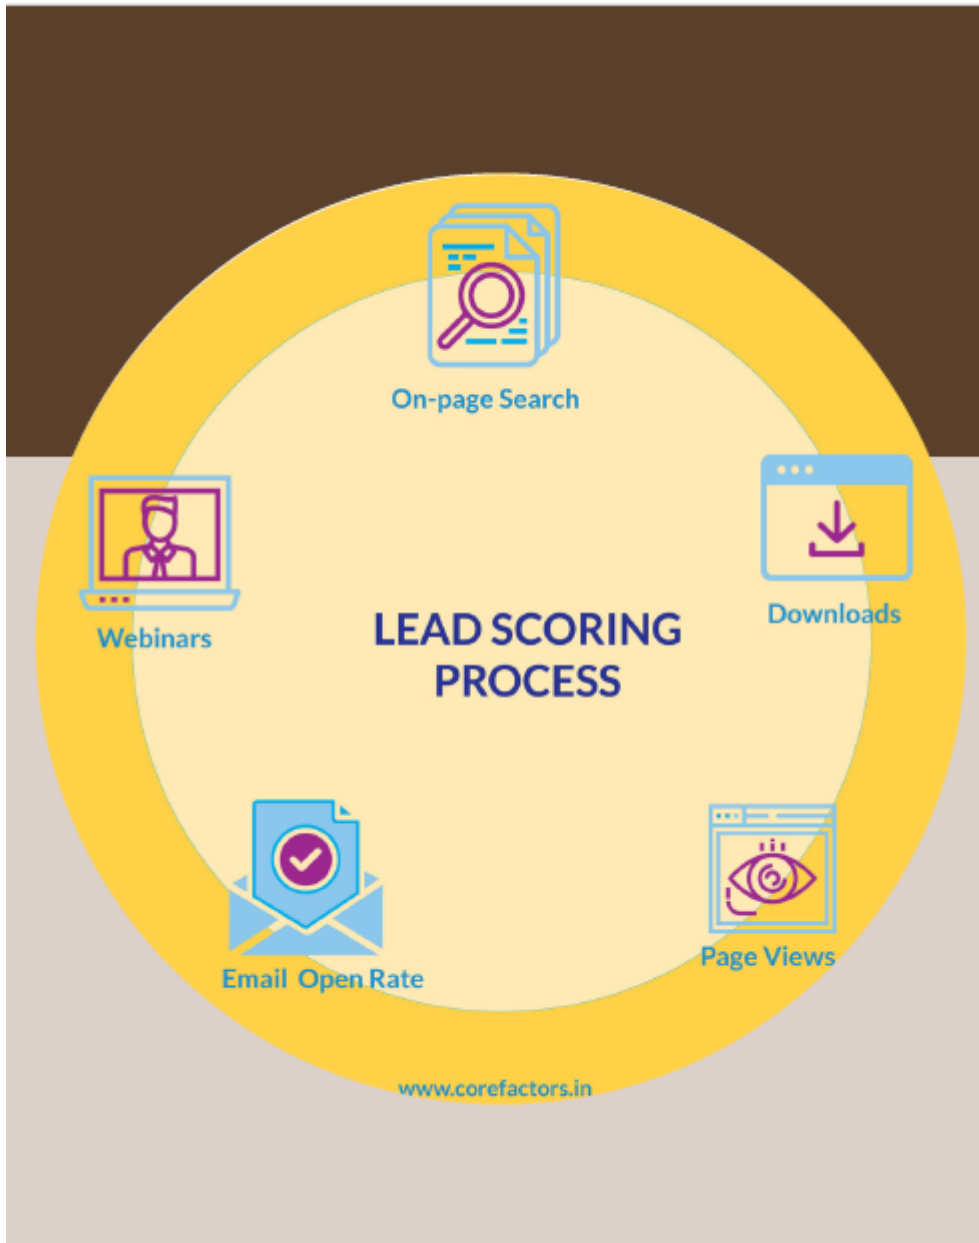 On-page Search
Downloads
Webinars
LEAD SCORING
PROCESS
Page Views
Email Open Rate
www.corefactors.in